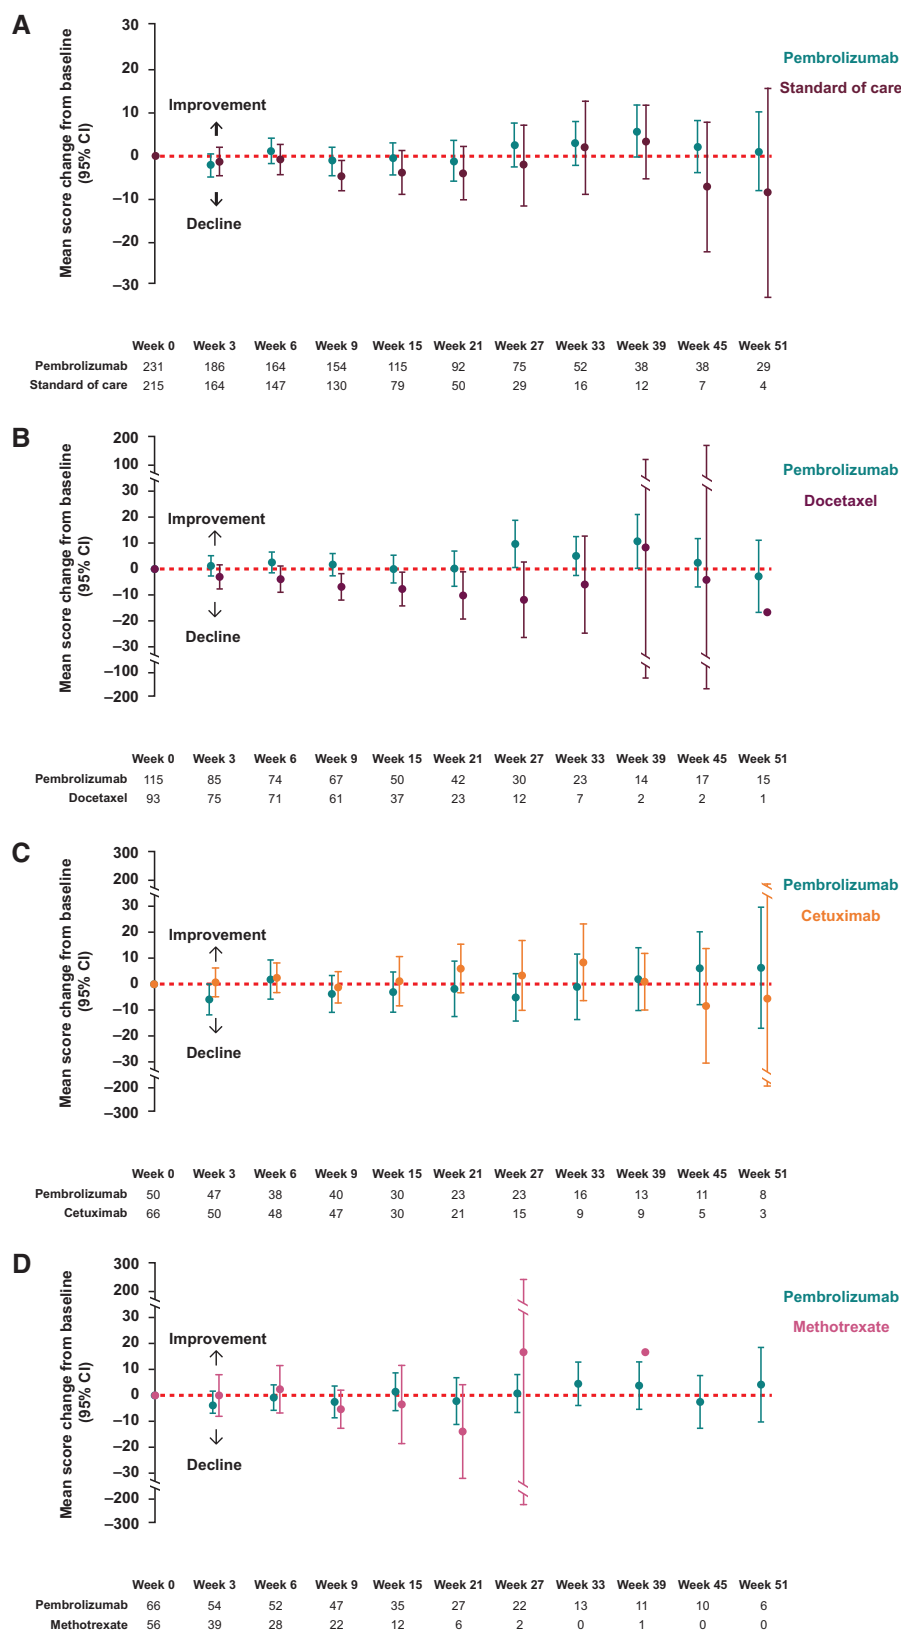 A
Mean score change from baseline
(95% CI)
30
20
10
0
–10
–20
–30
Improvement
Decline
Pembrolizumab
Standard of care
Week 0 Week 3 Week 6 Week 9 Week 15 Week 21 Week 27 Week 33 Week 39 Week 45 Week 51
Pembrolizumab 231 186 164 154 115 92 75 52 38 38 29
Standard of care 215 164 147 130 79 50 29 16 12 7 4
B
Mean score change from baseline
(95% CI)
200
100
30
20
10
0
–10
–20
–30
–100
–200
Improvement
Decline
Pembrolizumab
Docetaxel
Week 0 Week 3 Week 6 Week 9 Week 15 Week 21 Week 27 Week 33 Week 39 Week 45 Week 51
Pembrolizumab 115 85 74 67 50 42 30 23 14 17 15
Docetaxel 93 75 71 61 37 23 12 7 2 2 1
C
Mean score change from baseline
(95% CI)
300
200
30
20
10
0
–10
–20
–30
–200
–300
Improvement
Decline
Pembrolizumab
Cetuximab
Week 0 Week 3 Week 6 Week 9 Week 15 Week 21 Week 27 Week 33 Week 39 Week 45 Week 51
Pembrolizumab 50 47 38 40 30 23 23 16 13 11 8
Cetuximab 66 50 48 47 30 21 15 9 9 5 3
D
Mean score change from baseline
(95% CI)
300
200
30
20
10
0
–10
–20
–30
–200
–300
Improvement
Decline
Pembrolizumab
Methotrexate
Week 0 Week 3 Week 6 Week 9 Week 15 Week 21 Week 27 Week 33 Week 39 Week 45 Week 51
Pembrolizumab 66 54 52 47 35 27 22 13 11 10 6
Methotrexate 56 39 28 22 12 6 2 0 1 0 0